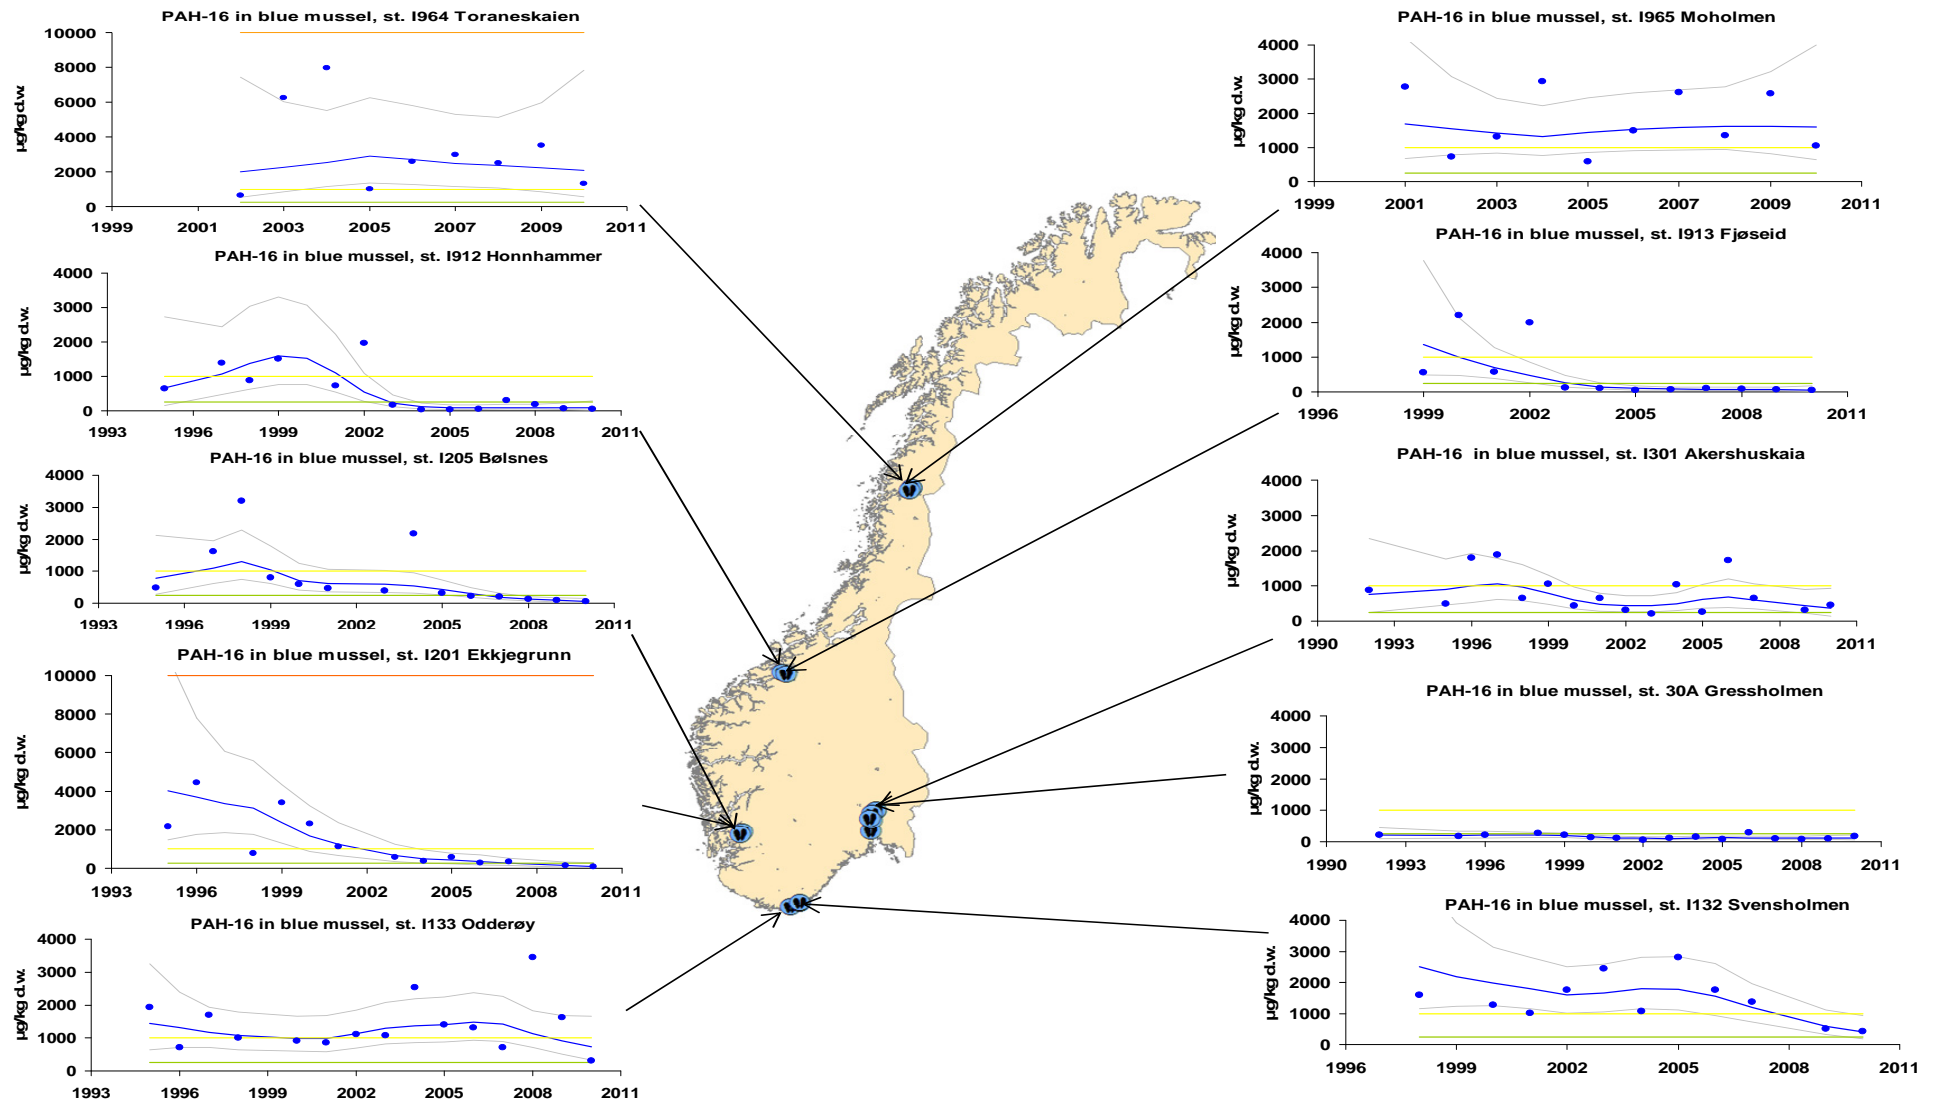 PAH-16 in blue mussel, st. I964 Toraneskaien
µg/kg d.w.
10000
8000
6000
4000
2000
0
1999 2001 2003 2005 2007 2009 2011
PAH-16 in blue mussel, st. I912 Honnhammer
µg/kg d.w.
4000
3000
2000
1000
0
1993 1996 1999 2002 2005 2008 2011
PAH-16 in blue mussel, st. I205 Bølsnes
µg/kg d.w.
4000
3000
2000
1000
0
1993 1996 1999 2002 2005 2008 2011
PAH-16 in blue mussel, st. I201 Ekkjegrunn
µg/kg d.w.
10000
8000
6000
4000
2000
0
1993 1996 1999 2002 2005 2008 2011
PAH-16 in blue mussel, st. I133 Odderøy
µg/kg d.w.
4000
3000
2000
1000
0
1993 1996 1999 2002 2005 2008 2011
PAH-16 in blue mussel, st. I965 Moholmen
µg/kg d.w.
4000
3000
2000
1000
0
1999 2001 2003 2005 2007 2009 2011
PAH-16 in blue mussel, st. I913 Fjøseid
µg/kg d.w.
4000
3000
2000
1000
0
1996 1999 2002 2005 2008 2011
PAH-16 in blue mussel, st. I301 Akershuskaia
µg/kg d.w.
4000
3000
2000
1000
0
1990 1993 1996 1999 2002 2005 2008 2011
PAH-16 in blue mussel, st. 30A Gressholmen
µg/kg d.w.
4000
3000
2000
1000
0
1990 1993 1996 1999 2002 2005 2008 2011
PAH-16 in blue mussel, st. I132 Svensholmen
µg/kg d.w.
4000
3000
2000
1000
0
1996 1999 2002 2005 2008 2011